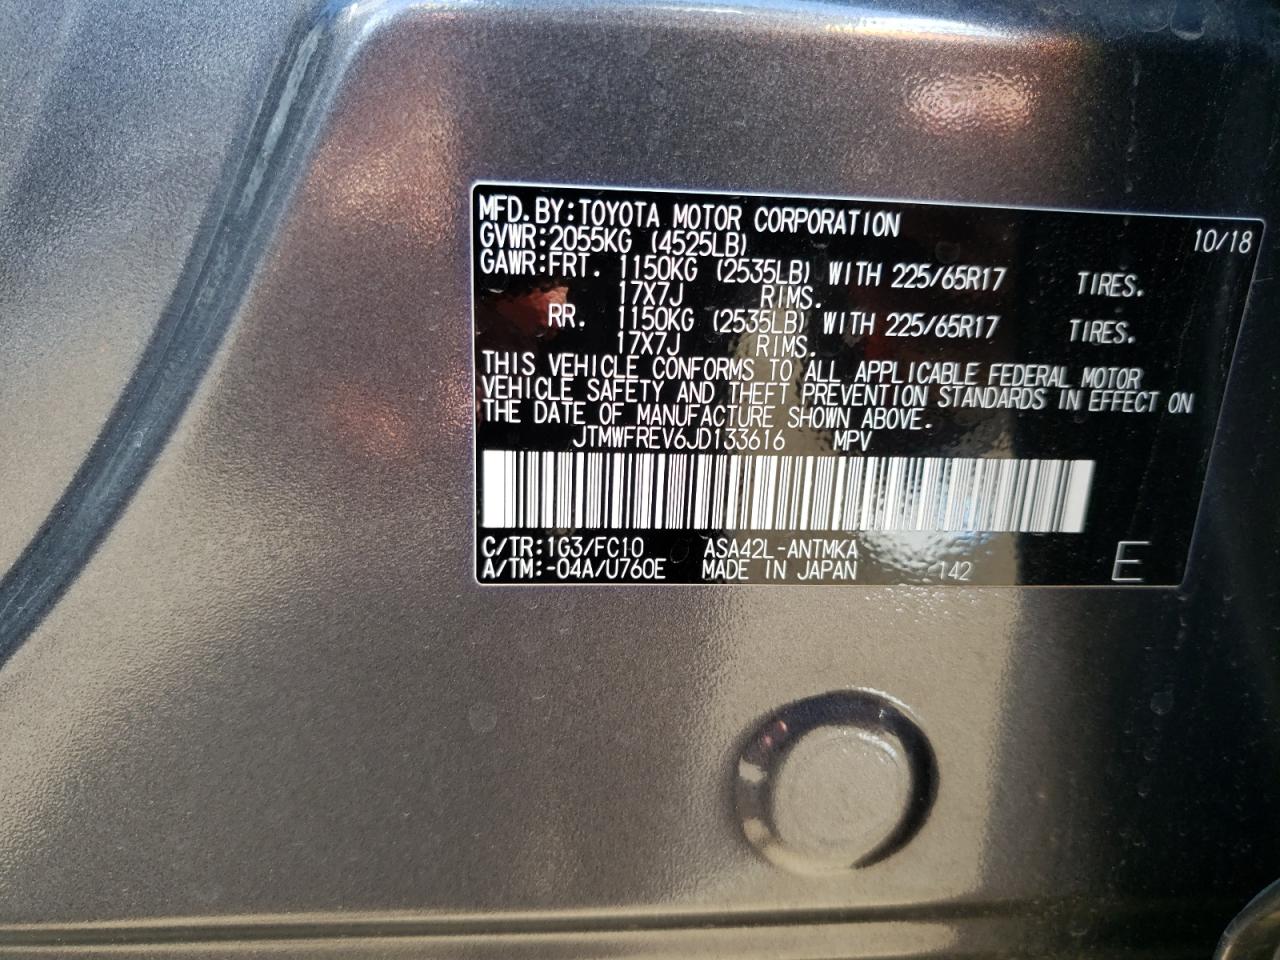 MFD.BY:TOYOTA MOTOR CORPORATION 10/18
GVWR:2055KG (4525LB)
GAWR:FRT. 1150KG (2535LB) WITH 225/65R17 TIRES.
17X7J RIMS.
RR. 1150KG (2535LB) WITH 225/65R17 TIRES.
17X7J RIMS.
THIS VEHICLE CONFORMS TO ALL APPLICABLE FEDERAL MOTOR
VEHICLE SAFETY AND THEFT PREVENTION STANDARDS IN EFFECT ON
THE DATE OF MANUFACTURE SHOWN ABOVE.
JTMWFREV6JD133616 MPV
C/TR:1G3/FC10 ASA42L-ANTMKA
A/TM:-04A/U760E MADE IN JAPAN 142 E